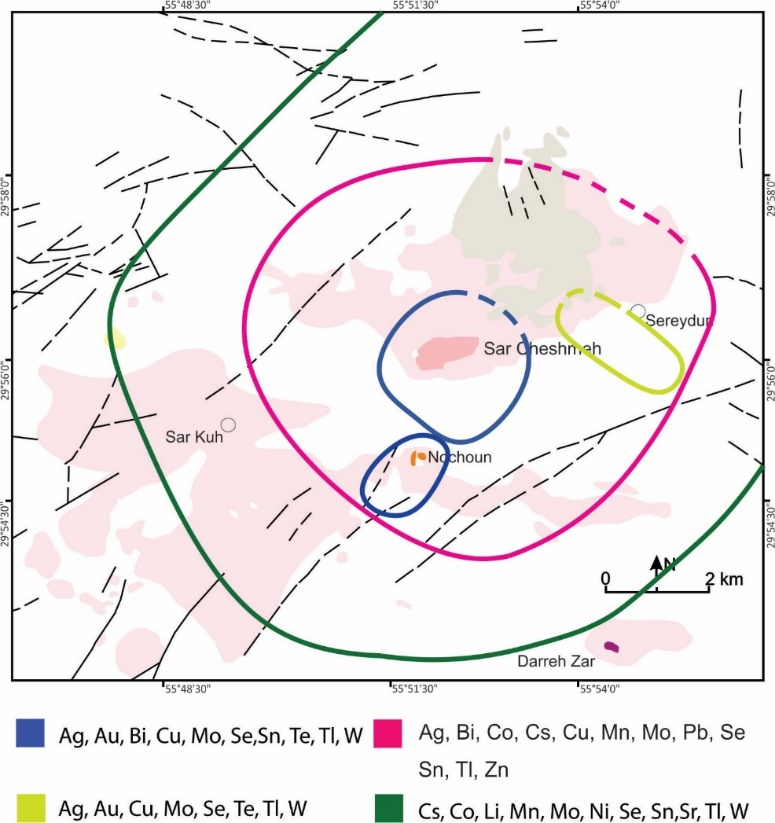 55°48'30" 55°51'30" 55°54'0"
29°58'0" 29°58'0"
Sereydun
Sar Cheshmeh
29°56'0" 29°56'0"
Sar Kuh
Nochoun
29°54'30" 29°54'30"
N
0 2 km
Darreh Zar
55°48'30" 55°51'30" 55°54'0"
Ag, Au, Bi, Cu, Mo, Se,Sn, Te, Tl, W
Ag, Bi, Co, Cs, Cu, Mn, Mo, Pb, Se
Sn, Tl, Zn
Ag, Au, Cu, Mo, Se, Te, Tl, W
Cs, Co, Li, Mn, Mo, Ni, Se, Sn,Sr, Tl, W